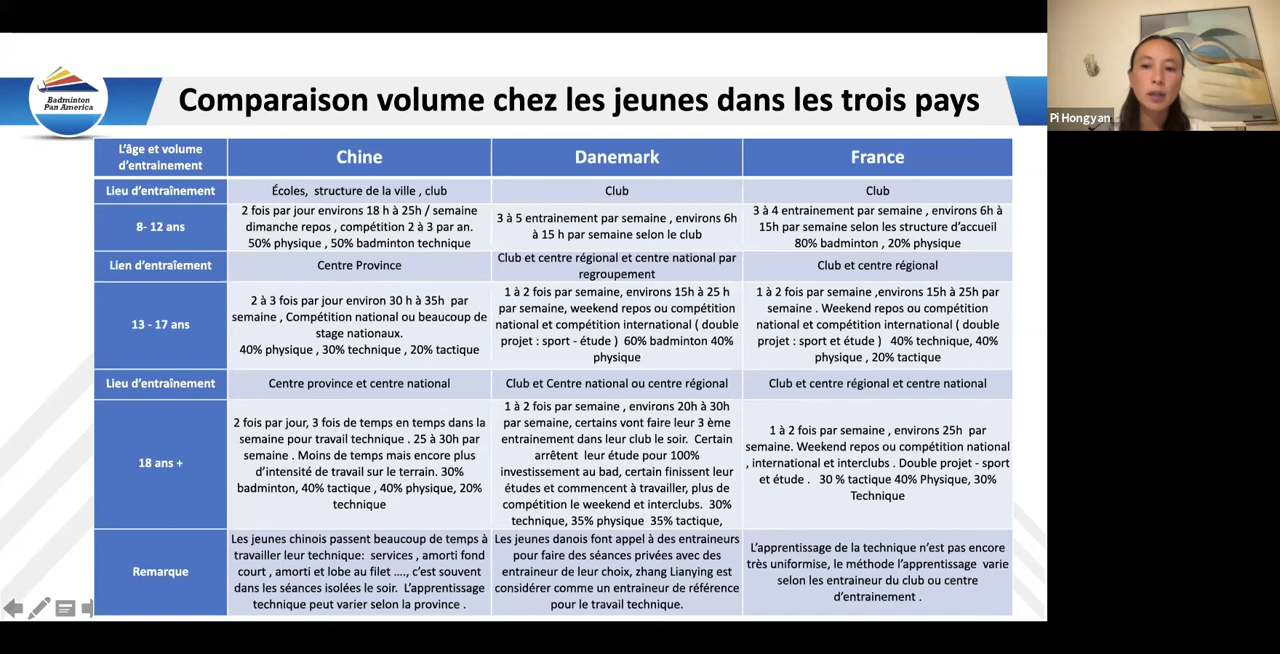 Badminton
Pan America
Comparaison volume chez les jeunes dans les trois pays
Pi Hongyan
L'âge et volume
d'entrainement
Chine
Danemark
France
Lieu d'entraînement
Écoles, structure de la ville , club
Club
Club
8- 12 ans
2 fois par jour environs 18 h à 25h / semaine
dimanche repos , compétition 2 à 3 par an.
50% physique , 50% badminton technique
3 à 5 entrainement par semaine , environs 6h
à 15 h par semaine selon le club
3 à 4 entrainement par semaine , environs 6h à
15h par semaine selon les structure d'accueil
80% badminton , 20% physique
Lien d'entraîement
Centre Province
Club et centre régional et centre national par
regroupement
Club et centre régional
13 - 17 ans
2 à 3 fois par jour environ 30 h à 35h par
semaine , Compétition national ou beaucoup de
stage nationaux.
40% physique , 30% technique , 20% tactique
1 à 2 fois par semaine, environs 15h à 25 h
par semaine, weekend repos ou compétition
national et compétition international ( double
projet : sport - étude ) 60% badminton 40%
physique
1 à 2 fois par semaine ,environs 15h à 25h par
semaine . Weekend repos ou compétition
national et compétition international ( double
projet : sport et étude ) 40% technique, 40%
physique , 20% tactique
Lieu d'entraînement
Centre province et centre national
Club et Centre national ou centre régional
Club et centre régional et centre national
18 ans +
2 fois par jour, 3 fois de temps en temps dans la
semaine pour travail technique . 25 à 30h par
semaine . Moins de temps mais encore plus
d'intensité de travail sur le terrain. 30%
badminton, 40% tactique , 40% physique, 20%
technique
1 à 2 fois par semaine , environs 20h à 30h
par semaine, certains vont faire leur 3 ème
entrainement dans leur club le soir. Certain
arrêtent leur étude pour 100%
investissement au bad, certain finissent leur
études et commencent à travailler, plus de
compétition le weekend et interclubs. 30%
technique, 35% physique 35% tactique,
1 à 2 fois par semaine , environs 25h par
semaine. Weekend repos ou compétition national
, international et interclubs . Double projet - sport
et étude . 30 % tactique 40% Physique, 30%
Technique
Remarque
Les jeunes chinois passent beaucoup de temps à
travailler leur technique: services , amorti fond
court , amorti et lobe au filet …., c'est souvent
dans les séances isolées le soir. L'apprentissage
technique peut varier selon la province .
Les jeunes danois font appel à des entraineurs
pour faire des séances privées avec des
entraineur de leur choix, zhang Lianying est
considérer comme un entraineur de référence
pour le travail technique.
L'apprentissage de la technique n'est pas encore
très uniformise, le méthode l'apprentissage varie
selon les entraineur du club ou centre
d'entrainement .